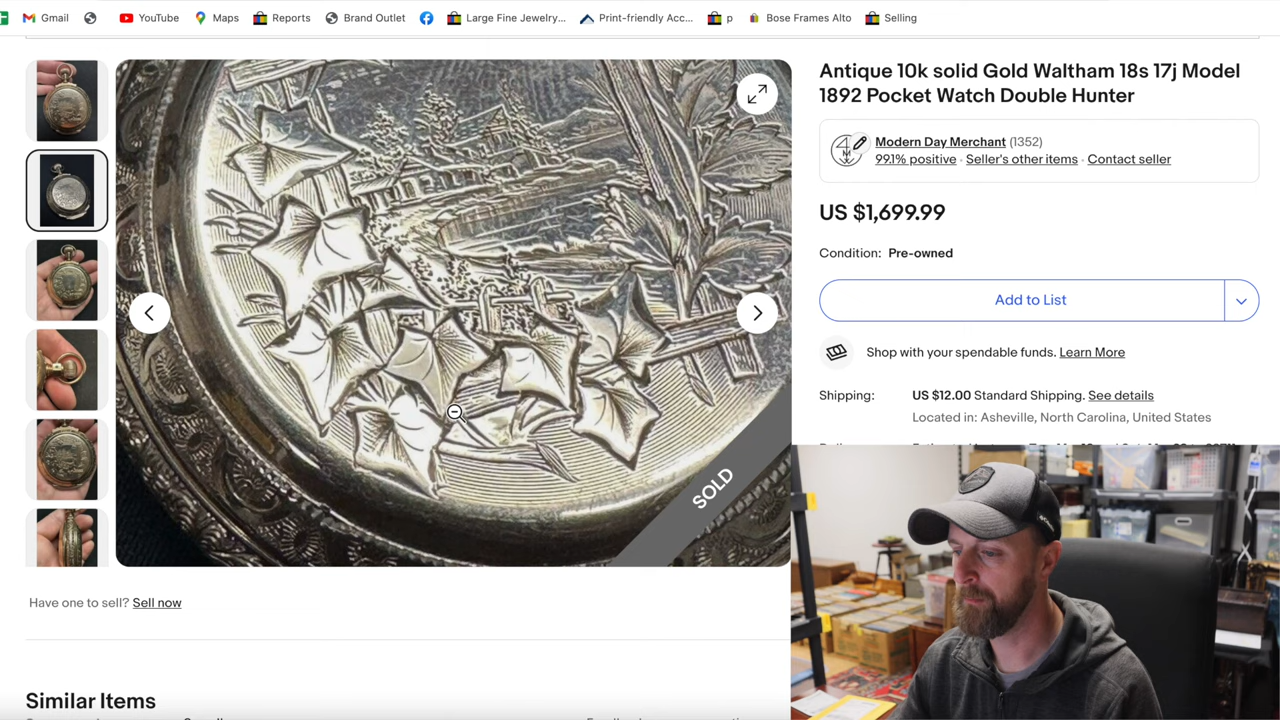 Gmail
YouTube
Maps
Reports
Brand Outlet
Large Fine Jewelry...
Print-friendly Acc...
p
Bose Frames Alto
Selling
Antique 10k solid Gold Waltham 18s 17j Model
1892 Pocket Watch Double Hunter
Modern Day Merchant (1352)
99.1% positive · Seller's other items · Contact seller
US $1,699.99
Condition: Pre-owned
Add to List
Shop with your spendable funds. Learn More
Shipping: US $12.00 Standard Shipping. See details
Located in: Asheville, North Carolina, United States
SOLD
Have one to sell? Sell now
Similar Items